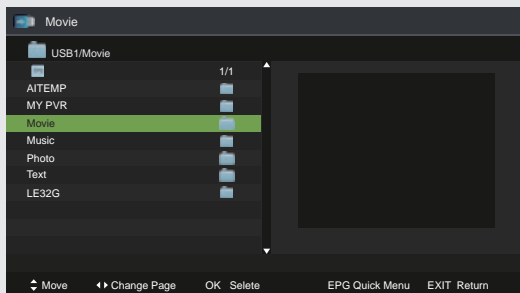 Movie
USB1/Movie
1/1
AITEMP
MY PVR
Movie
Music
Photo
Text
LE32G
Move Change Page OK Selete EPG Quick Menu EXIT Return